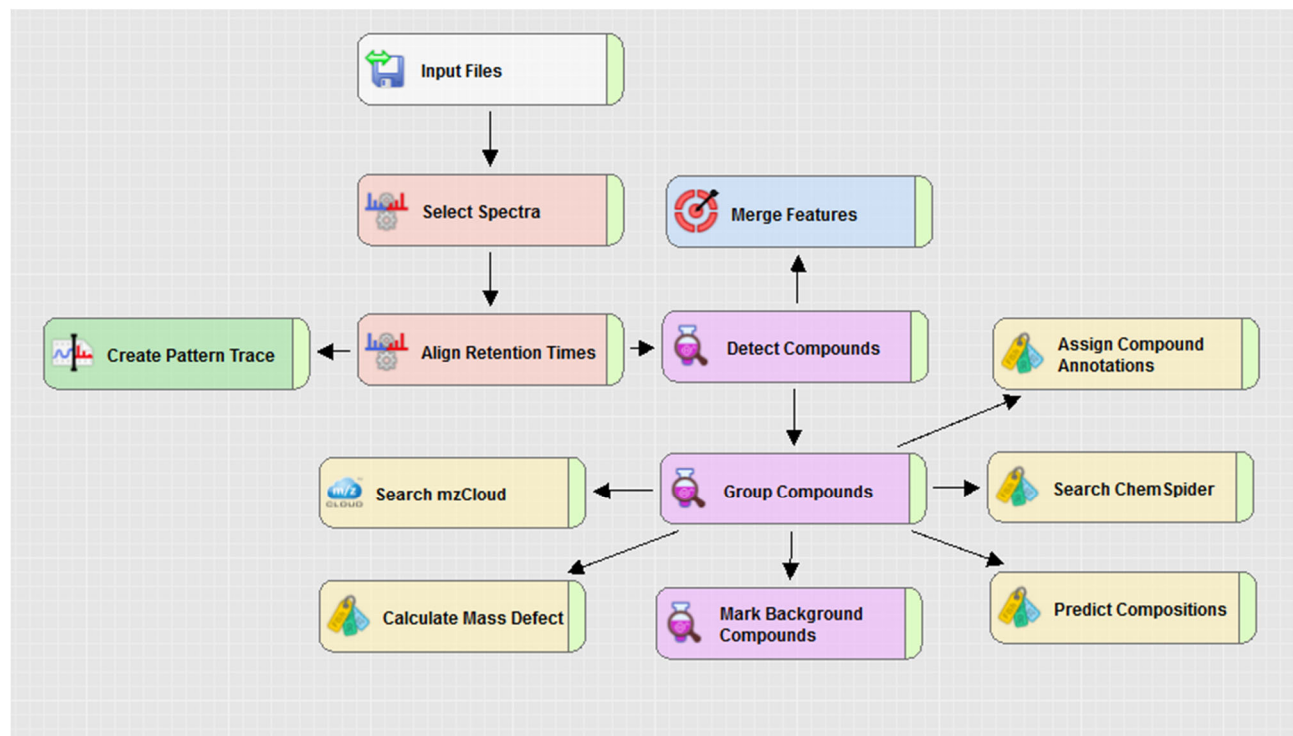 Input Files
Select Spectra
Merge Features
Create Pattern Trace
Align Retention Times
Detect Compounds
Assign Compound
Annotations
m/z
CLOUD
Search mzCloud
Group Compounds
Search ChemSpider
Calculate Mass Defect
Mark Background
Compounds
Predict Compositions